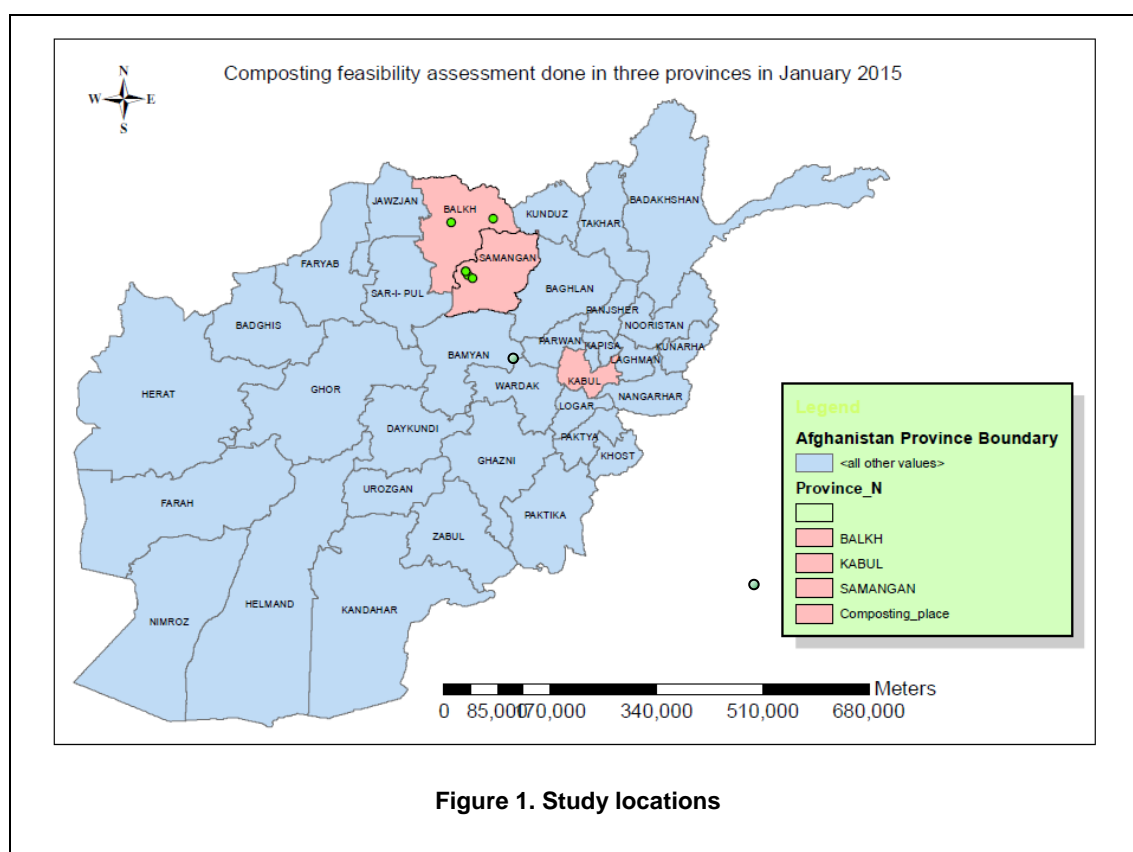 Composting feasibility assessment done in three provinces in January 2015
N
W E
S
BADAKHSHAN
JAWZJAN
BALKH
KUNDUZ
TAKHAR
FARYAB
SAMANGAN
SAR-I- PUL
BAGHLAN
PANJSHER
BADGHIS
NOORISTAN
PARWAN
KAPISA
KUNARHA
BAMYAN
LAGHMAN
HERAT
GHOR
WARDAK
KABUL
NANGARHAR
LOGAR
DAYKUNDI
PAKTYA
KHOST
GHAZNI
UROZGAN
FARAH
PAKTIKA
ZABUL
HELMAND
KANDAHAR
NIMROZ
Legend
Afghanistan Province Boundary
<all other values>
Province_N
BALKH
KABUL
SAMANGAN
Composting_place
Meters
0 85,000 170,000 340,000 510,000 680,000
Figure 1. Study locations